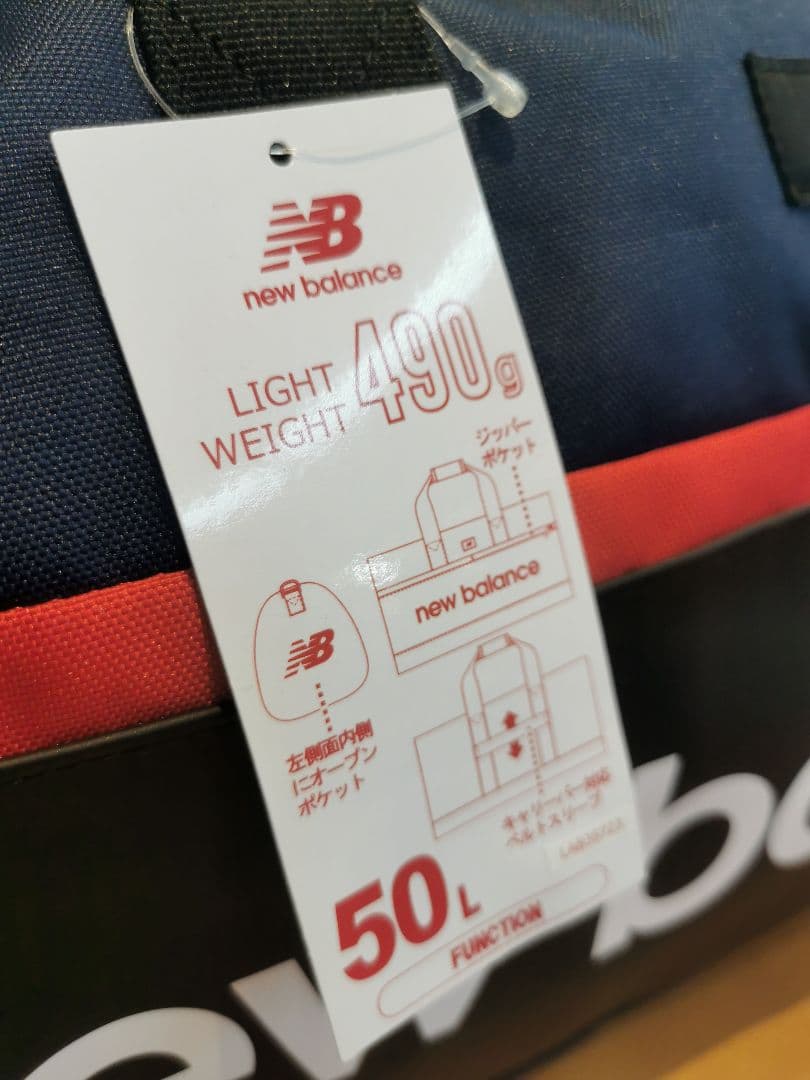 NB
new balance
LIGHT
WEIGHT 490g
ジッパー
ポケット
new balance
NB
左側面内側
にオープン
ポケット
キャリーバー対応
ベルトスリーブ
50L
FUNCTION